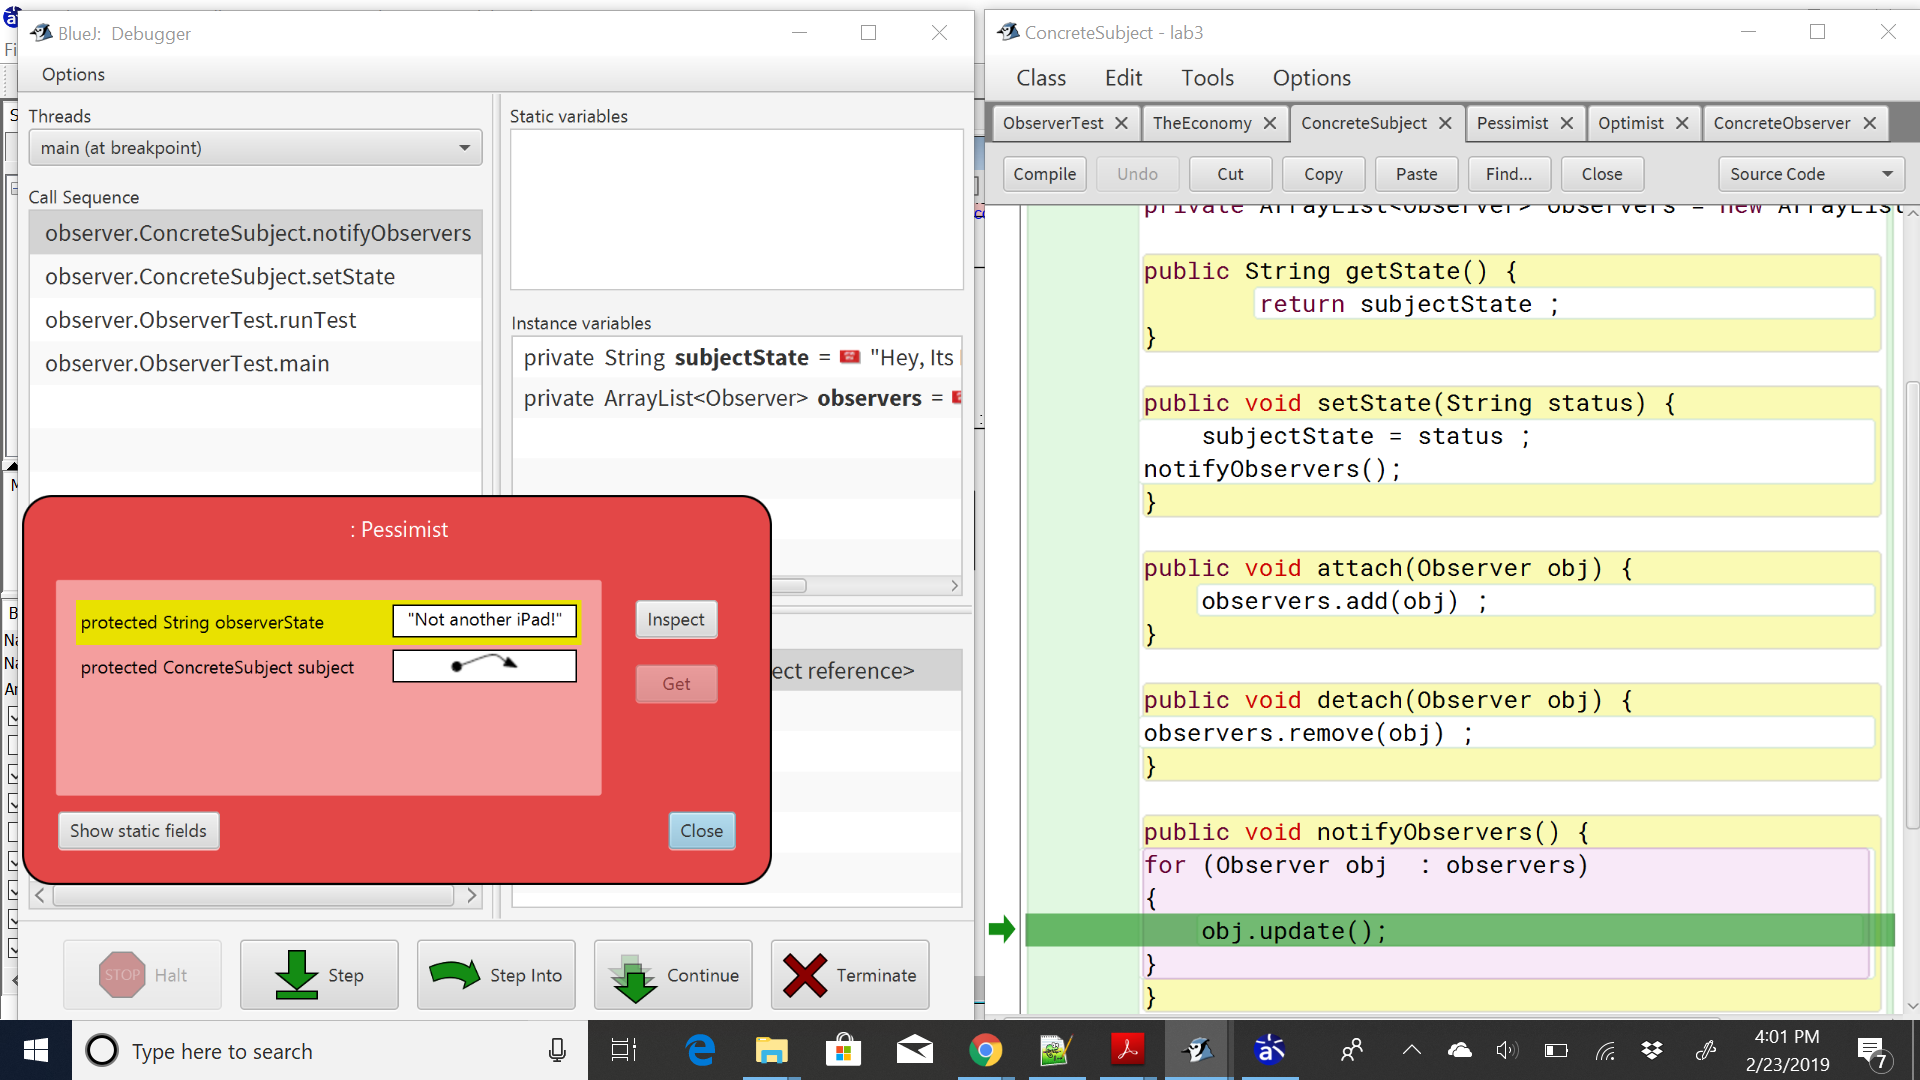 BlueJ: Debugger
Options
Threads
main (at breakpoint)
Call Sequence
observer.ConcreteSubject.notifyObservers
observer.ConcreteSubject.setState
observer.ObserverTest.runTest
observer.ObserverTest.main
Static variables
Instance variables
private String subjectState = "Hey, Its
private ArrayList<Observer> observers =
ect reference>
: Pessimist
protected String observerState "Not another iPad!"
protected ConcreteSubject subject
Inspect
Get
Show static fields
Close
STOP Halt
Step
Step Into
Continue
Terminate
ConcreteSubject - lab3
Class Edit Tools Options
ObserverTest TheEconomy ConcreteSubject Pessimist Optimist ConcreteObserver
Compile Undo Cut Copy Paste Find... Close Source Code
private ArrayList<Observer> observers = new ArrayList
public String getState() {
return subjectState ;
}
public void setState(String status) {
subjectState = status ;
notifyObservers();
}
public void attach(Observer obj) {
observers.add(obj) ;
}
public void detach(Observer obj) {
observers.remove(obj) ;
}
public void notifyObservers() {
for (Observer obj : observers)
{
obj.update();
}
}
Type here to search
4:01 PM
2/23/2019
7